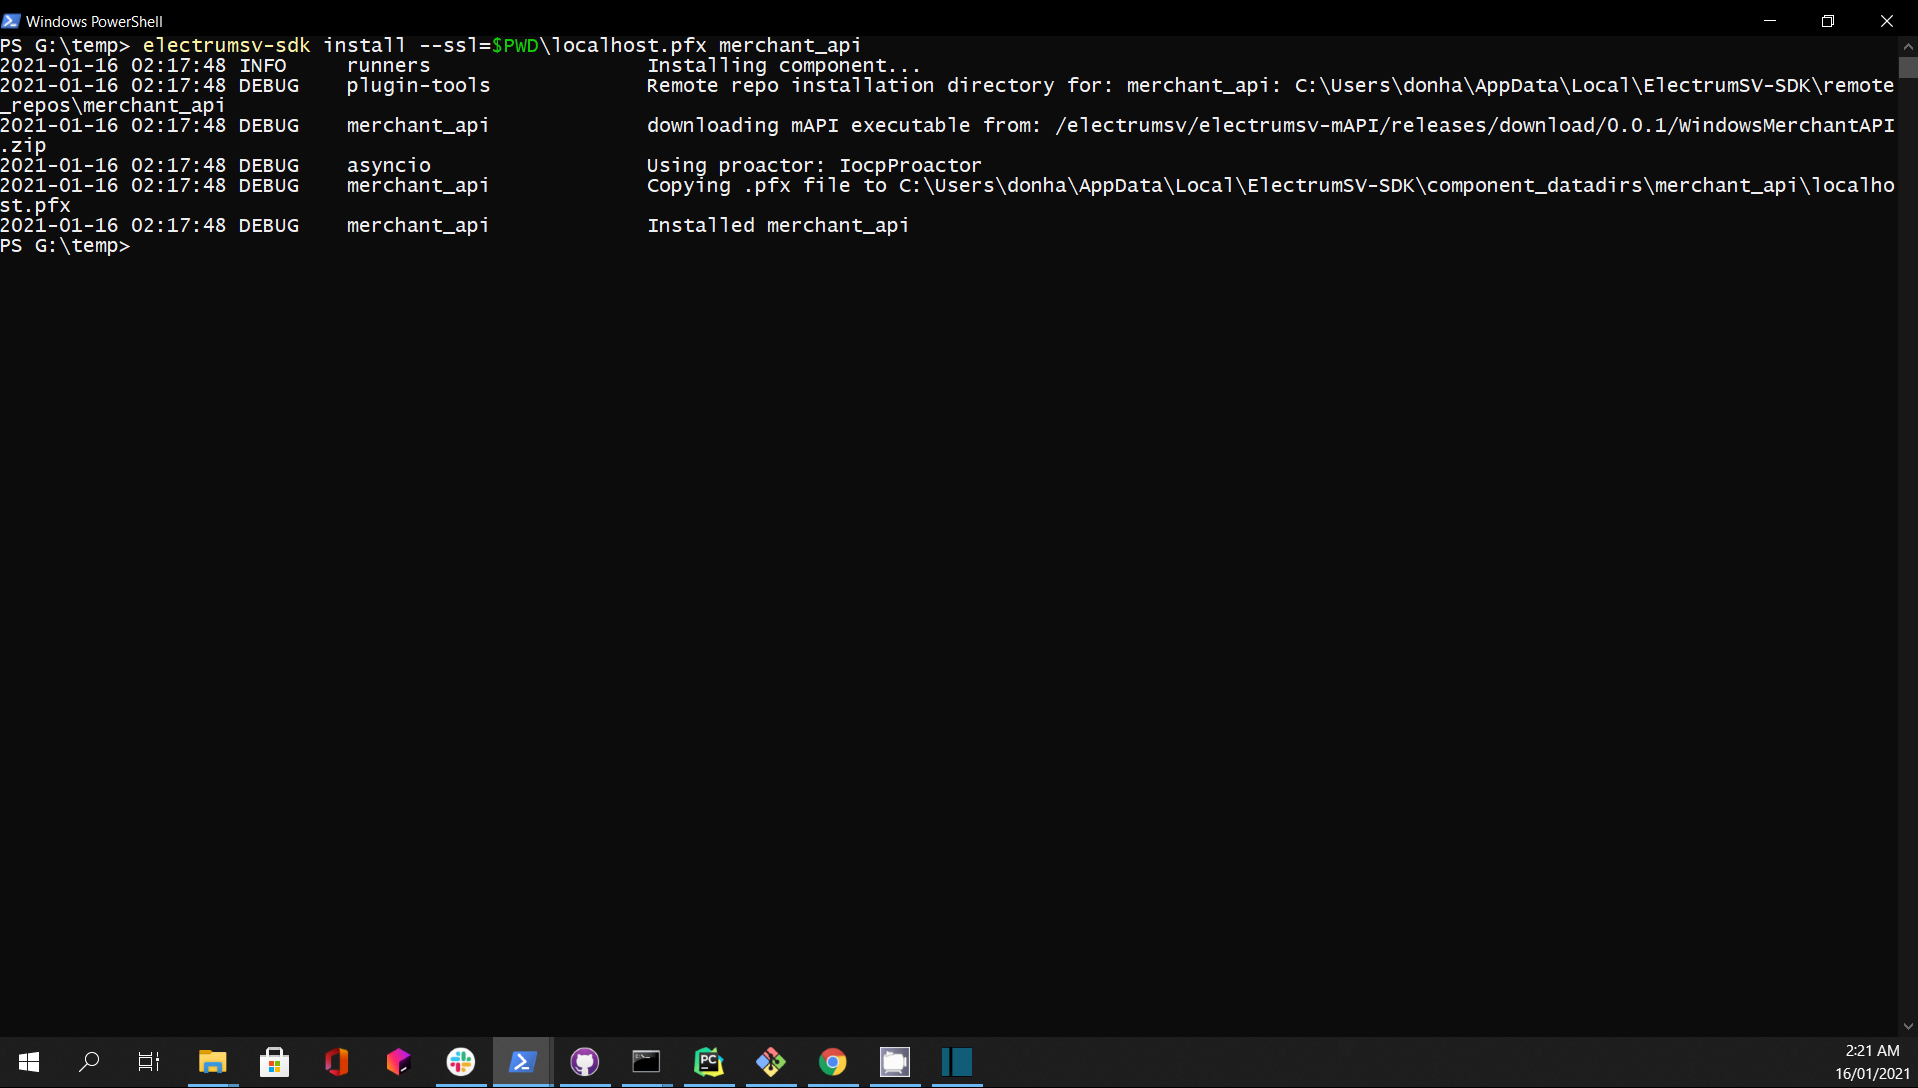 Windows PowerShell
PS G:\temp> electrumsv-sdk install --ssl=$PWD\localhost.pfx merchant_api
2021-01-16 02:17:48 INFO runners Installing component...
2021-01-16 02:17:48 DEBUG plugin-tools Remote repo installation directory for: merchant_api: C:\Users\donha\AppData\Local\ElectrumSV-SDK\remote
_repos\merchant_api
2021-01-16 02:17:48 DEBUG merchant_api downloading mAPI executable from: /electrumsv/electrumsv-mAPI/releases/download/0.0.1/WindowsMerchantAPI
.zip
2021-01-16 02:17:48 DEBUG asyncio Using proactor: IocpProactor
2021-01-16 02:17:48 DEBUG merchant_api Copying .pfx file to C:\Users\donha\AppData\Local\ElectrumSV-SDK\component_datadirs\merchant_api\localho
st.pfx
2021-01-16 02:17:48 DEBUG merchant_api Installed merchant_api
PS G:\temp>
PC
2:21 AM
16/01/2021